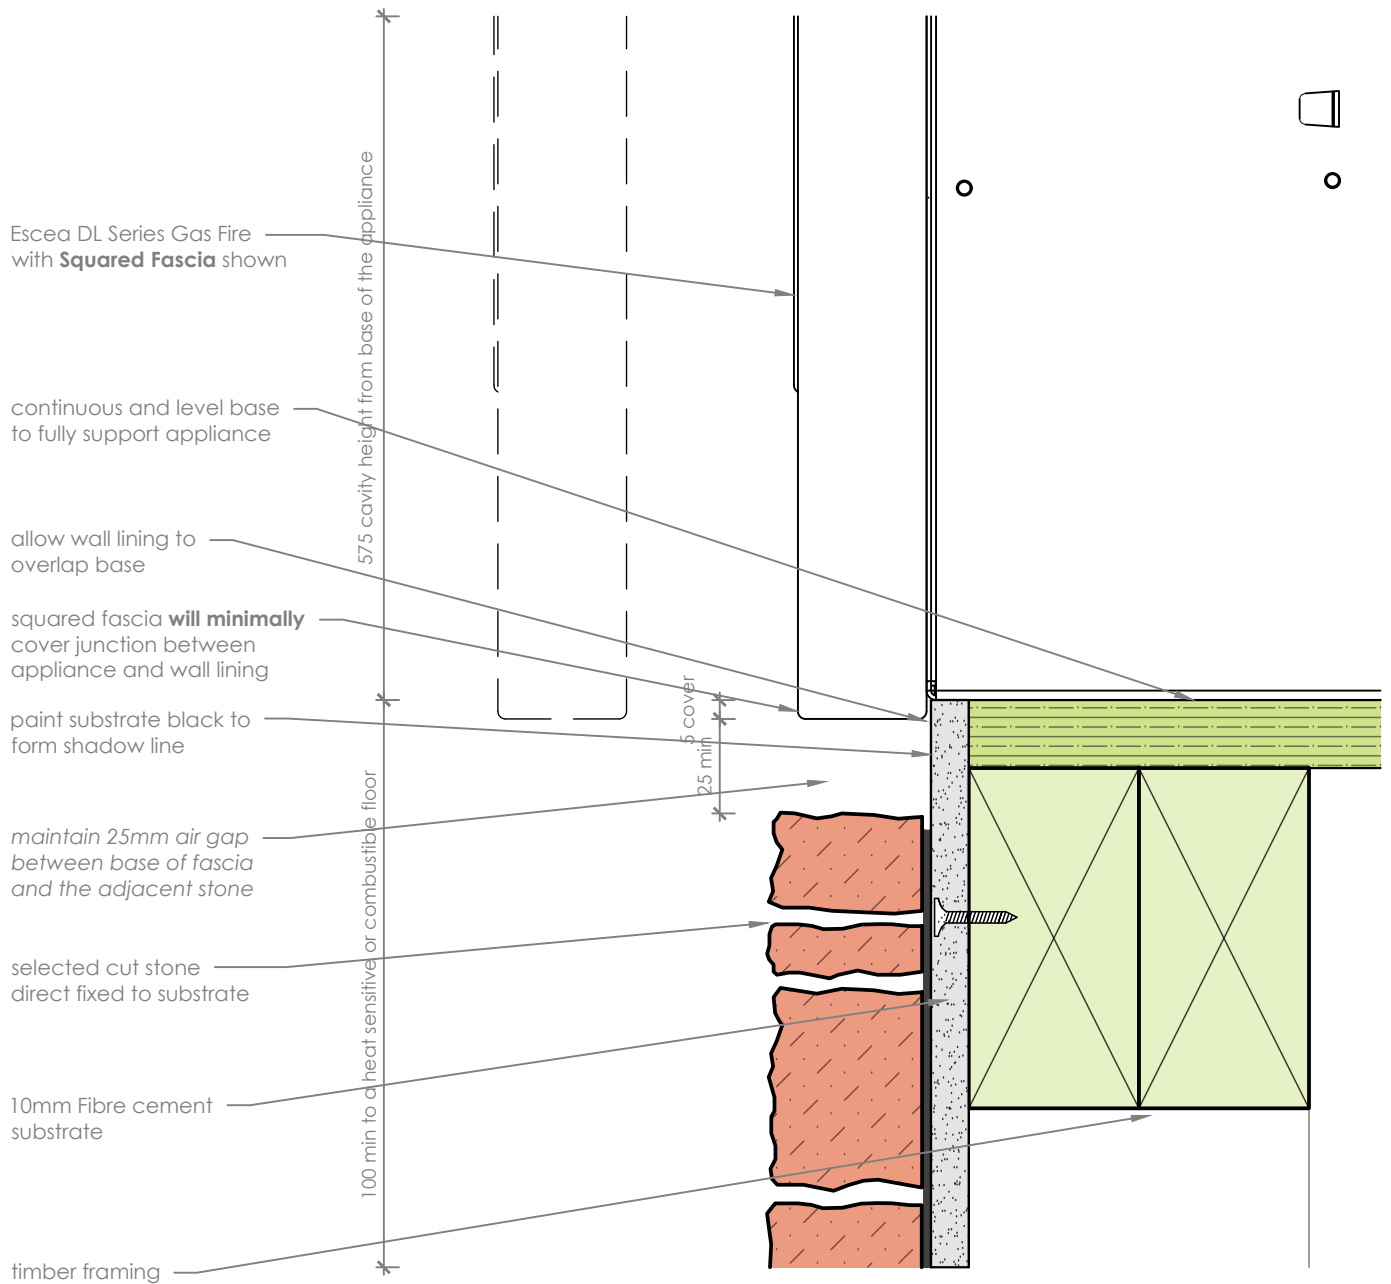 Escea DL Series Gas Fire
with Squared Fascia shown
continuous and level base
to fully support appliance
allow wall lining to
overlap base
squared fascia will minimally
cover junction between
appliance and wall lining
paint substrate black to
form shadow line
maintain 25mm air gap
between base of fascia
and the adjacent stone
selected cut stone
direct fixed to substrate
10mm Fibre cement
substrate
timber framing
575 cavity height from base of the appliance
100 min to a heat sensitive or combustible floor
5 cover
25 min